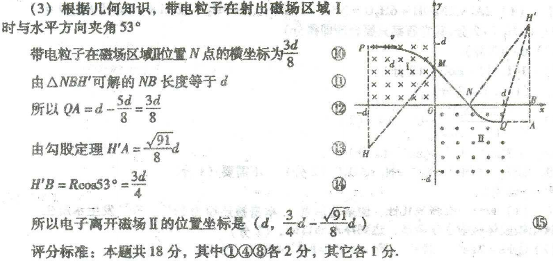 (3) 根据几何知识，带电粒子在射出磁场区域Ⅰ
时与水平方向夹角53°
带电粒子在磁场区域Ⅱ位置N点的横坐标为3d/8 ⑩
由△NBH′可解的NB长度等于d ⑪
所以QA=d-5d/8=3d/8 ⑫
由勾股定理H′A=√91/8 d ⑬
H′B=Rcos53°=3d/4 ⑭
所以电子离开磁场Ⅱ的位置坐标是(d, 3/4 d-√91/8 d) ⑮
评分标准：本题共18分，其中①④⑧各2分，其它各1分.
y
H′
P
d
d
Ⅰ
M
N
d
B
-d
O
x
Q
A
H
Ⅱ
-d